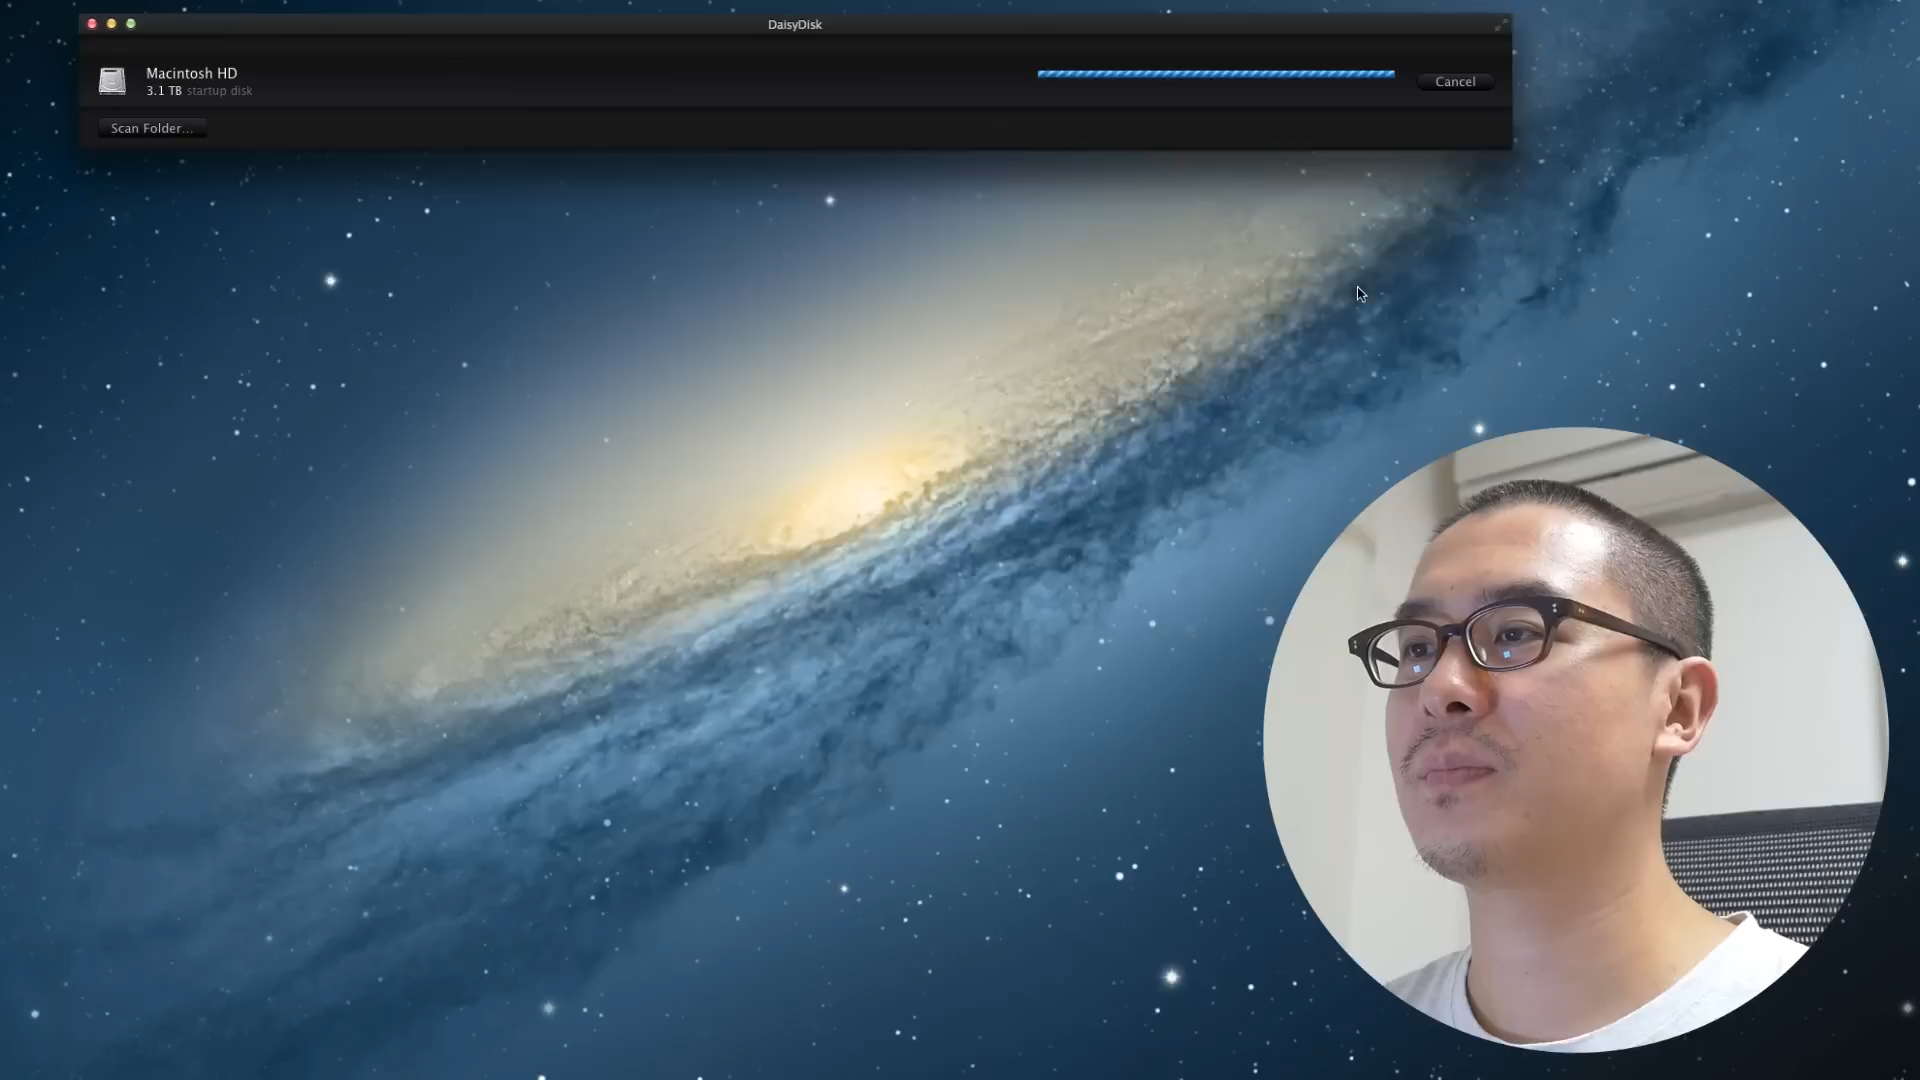 DaisyDisk
Macintosh HD
3.1 TB startup disk
Cancel
Scan Folder...